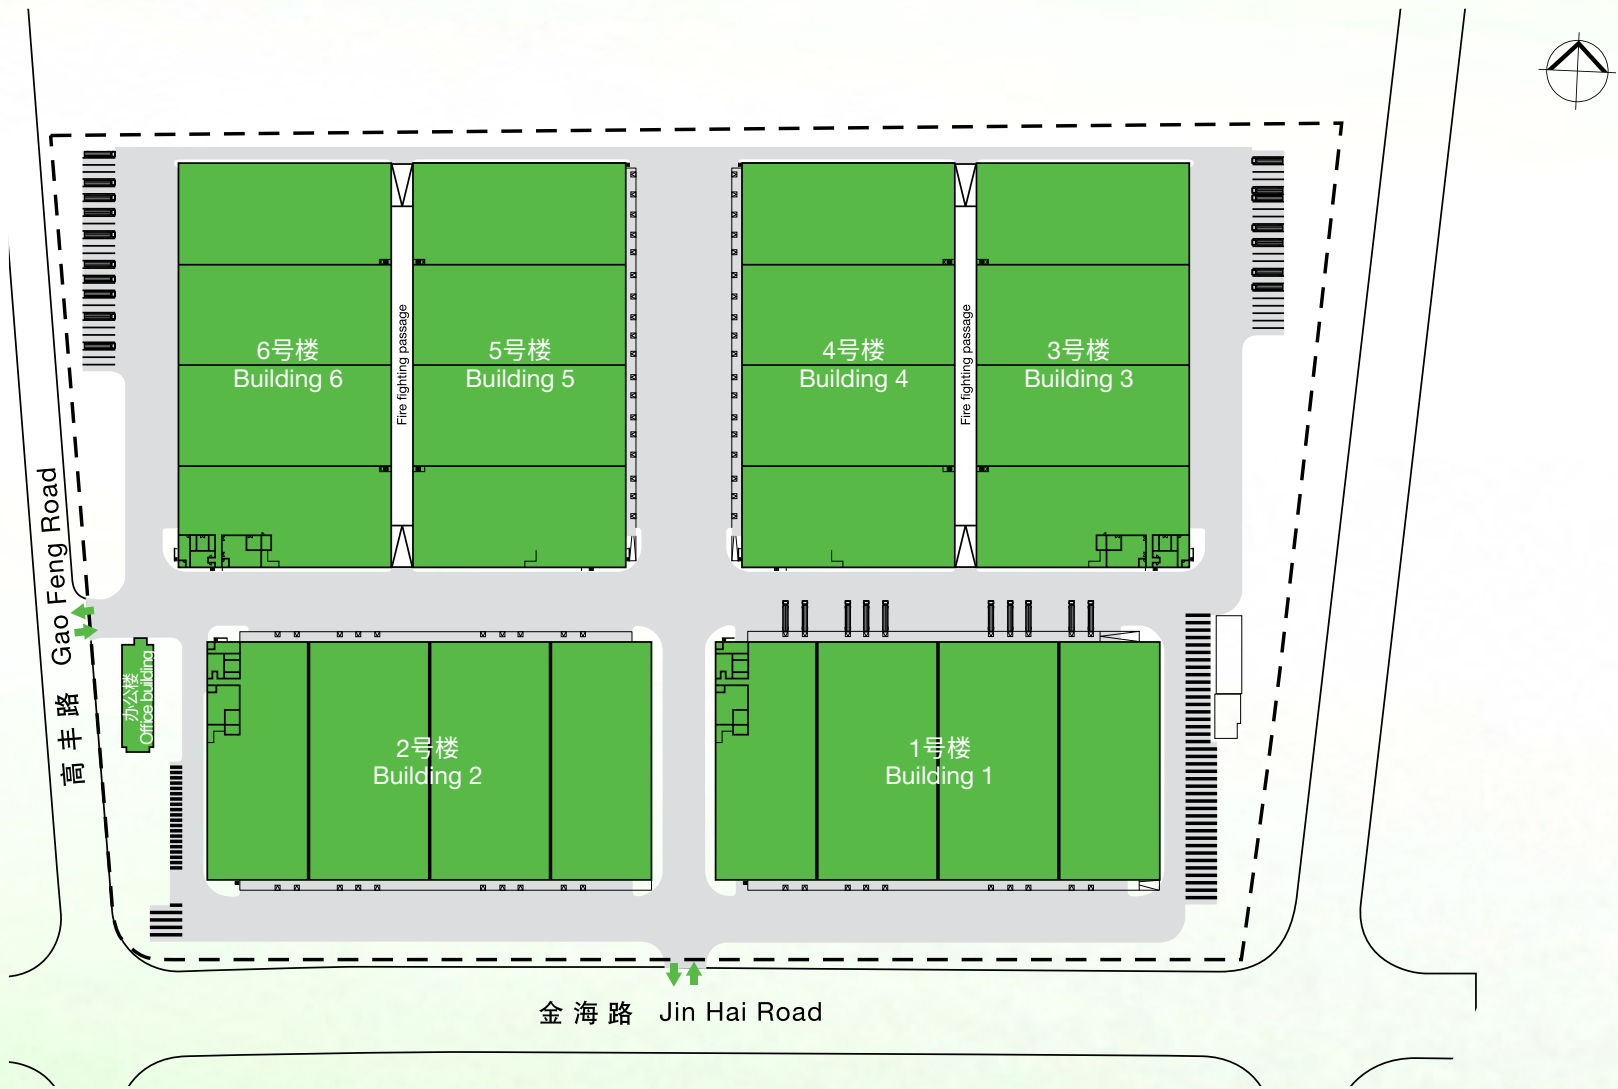 6号楼
Building 6
Fire fighting passage
5号楼
Building 5
4号楼
Building 4
Fire fighting passage
3号楼
Building 3
高丰路 Gao Feng Road
办公楼
Office building
2号楼
Building 2
1号楼
Building 1
金海路 Jin Hai Road